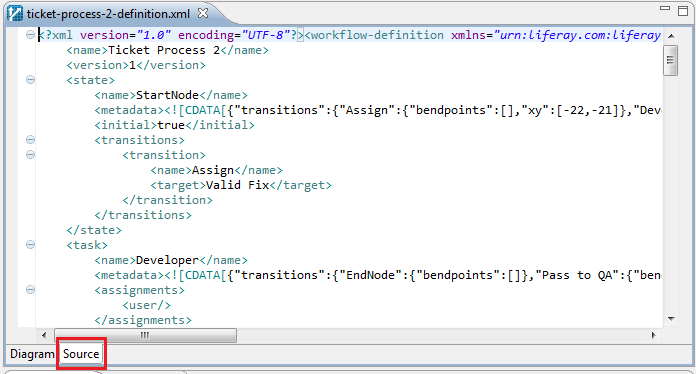 ticket-process-2-definition.xml
<?xml version="1.0" encoding="UTF-8"?><workflow-definition xmlns="urn:liferay.com:liferay
<name>Ticket Process 2</name>
<version>1</version>
<state>
<name>StartNode</name>
<metadata><![CDATA[{"transitions":{"Assign":{"bendpoints":[],"xy":[-22,-21]},"Dev
<initial>true</initial>
<transitions>
<transition>
<name>Assign</name>
<target>Valid Fix</target>
</transition>
</transitions>
</state>
<task>
<name>Developer</name>
<metadata><![CDATA[{"transitions":{"EndNode":{"bendpoints":[]},"Pass to QA":{"ben
<assignments>
<user/>
</assignments>
Diagram Source